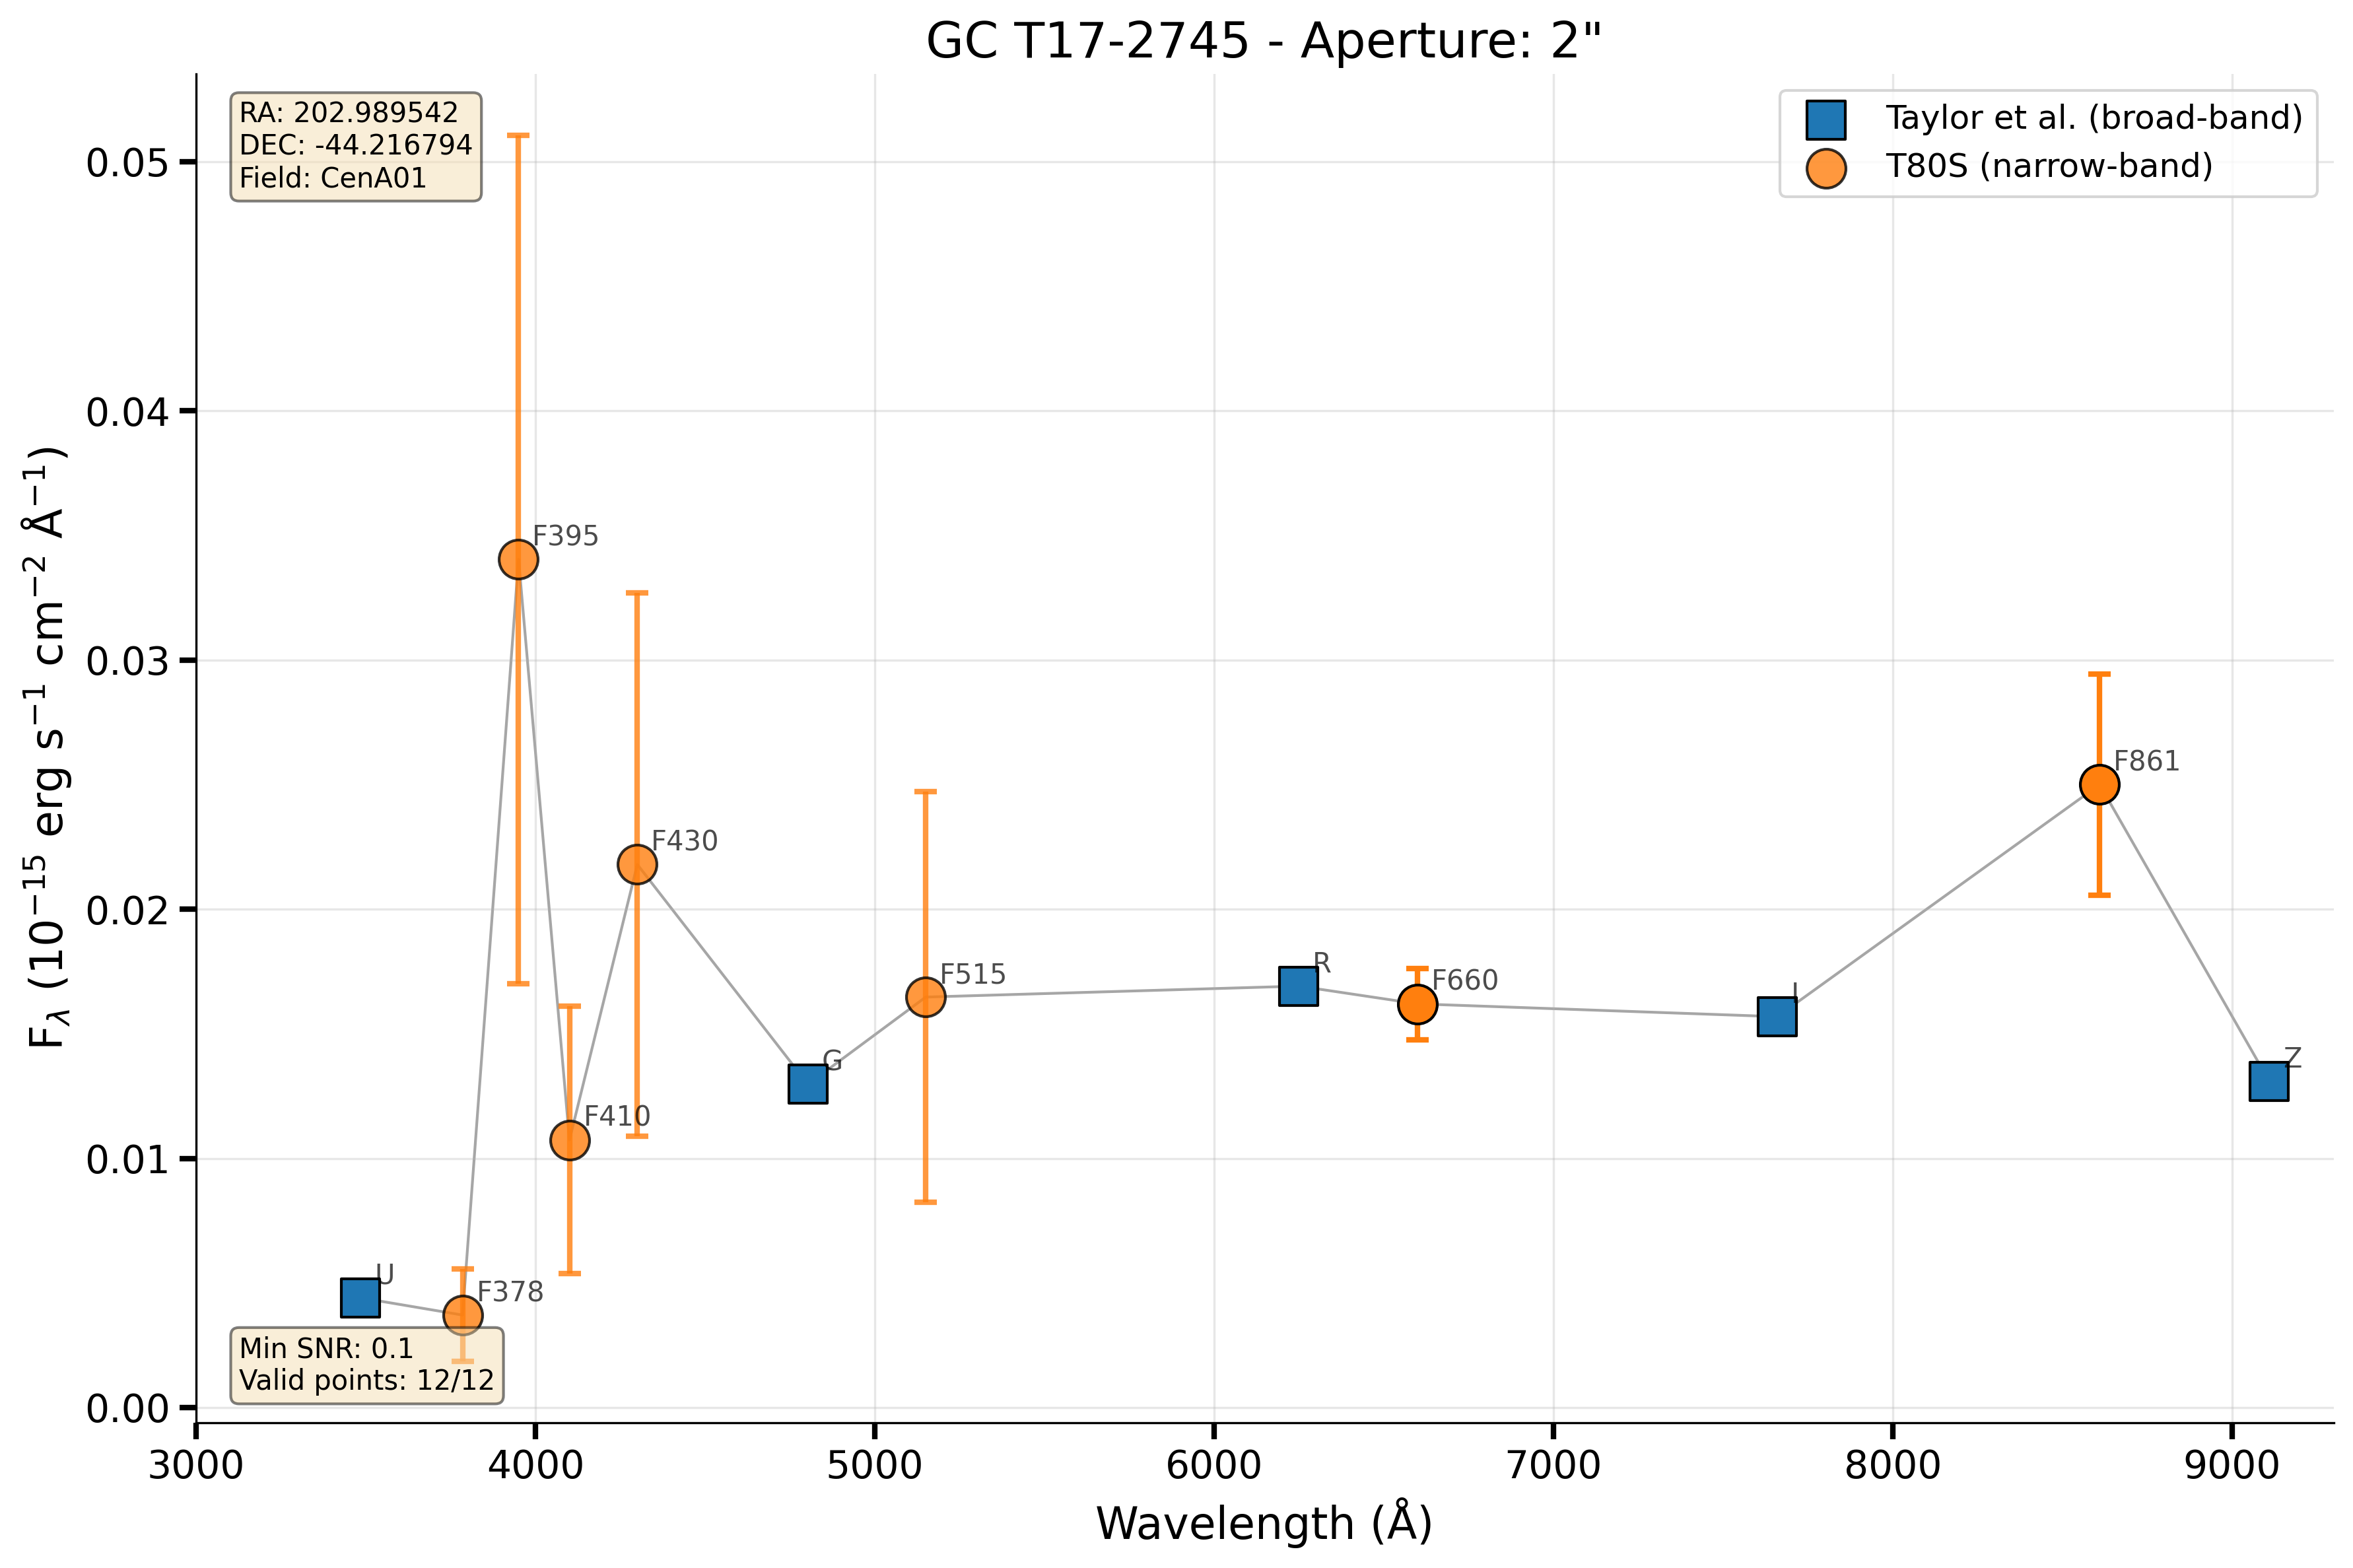 GC T17-2745 - Aperture: 2"
RA: 202.989542
DEC: -44.216794
Field: CenA01
Taylor et al. (broad-band)
T80S (narrow-band)
0.05
0.04
0.03
0.02
0.01
0.00
F_λ (10⁻¹⁵ erg s⁻¹ cm⁻² Å⁻¹)
F395
F430
F861
F515
R
F660
I
G
Z
F410
U
F378
Min SNR: 0.1
Valid points: 12/12
3000 4000 5000 6000 7000 8000 9000
Wavelength (Å)